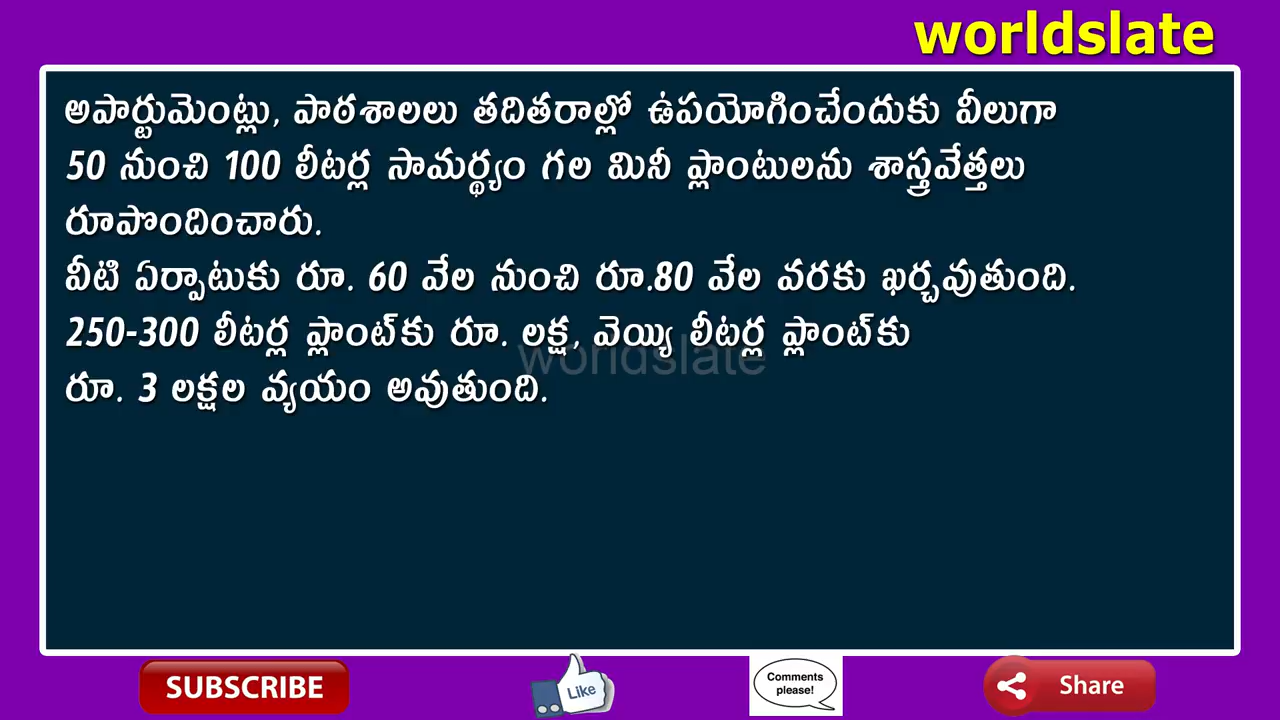 worldslate
అపార్టుమెంట్లు, పాఠశాలలు తదితరాల్లో ఉపయోగించేందుకు వీలుగా
50 నుంచి 100 లీటర్ల సామర్థ్యం గల మినీ ప్లాంటులను శాస్త్రవేత్తలు
రూపొందించారు.
వీటి ఏర్పాటుకు రూ. 60 వేల నుంచి రూ.80 వేల వరకు ఖర్చవుతుంది.
250-300 లీటర్ల ప్లాంట్‌కు రూ. లక్ష, వెయ్యి లీటర్ల ప్లాంట్‌కు
worldslate
రూ. 3 లక్షల వ్యయం అవుతుంది.
SUBSCRIBE
Like
Comments
please!
Share